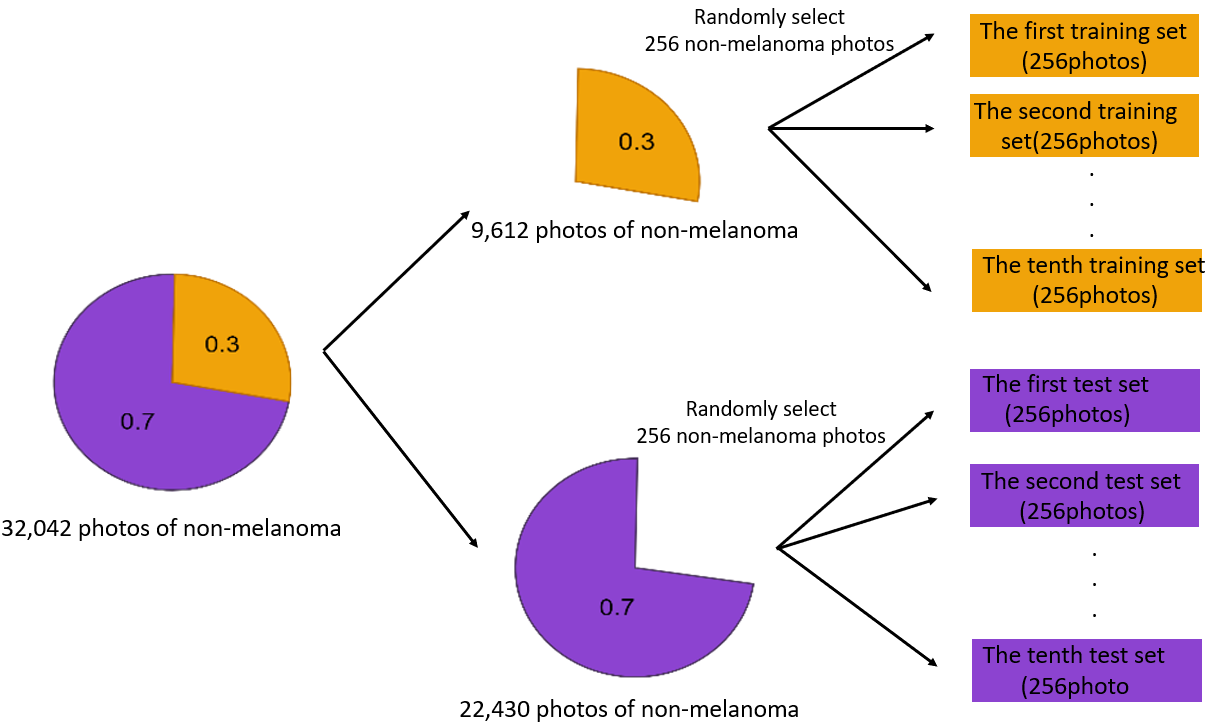 0.3
0.7
32,042 photos of non-melanoma
Randomly select
256 non-melanoma photos
0.3
9,612 photos of non-melanoma
The first training set
(256photos)
The second training
set(256photos)
.
.
.
The tenth training set
(256photos)
Randomly select
256 non-melanoma photos
0.7
22,430 photos of non-melanoma
The first test set
(256photos)
The second test set
(256photos)
.
.
.
The tenth test set
(256photo